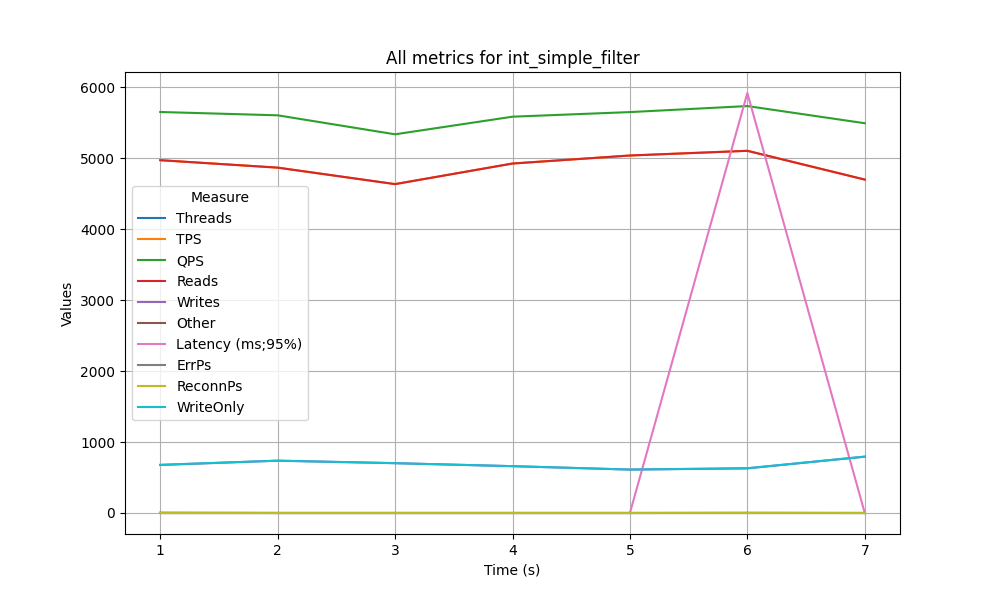 All metrics for int_simple_filter
6000
5000
4000
3000
2000
1000
0
Values
Measure
Threads
TPS
QPS
Reads
Writes
Other
Latency (ms;95%)
ErrPs
ReconnPs
WriteOnly
1 2 3 4 5 6 7
Time (s)